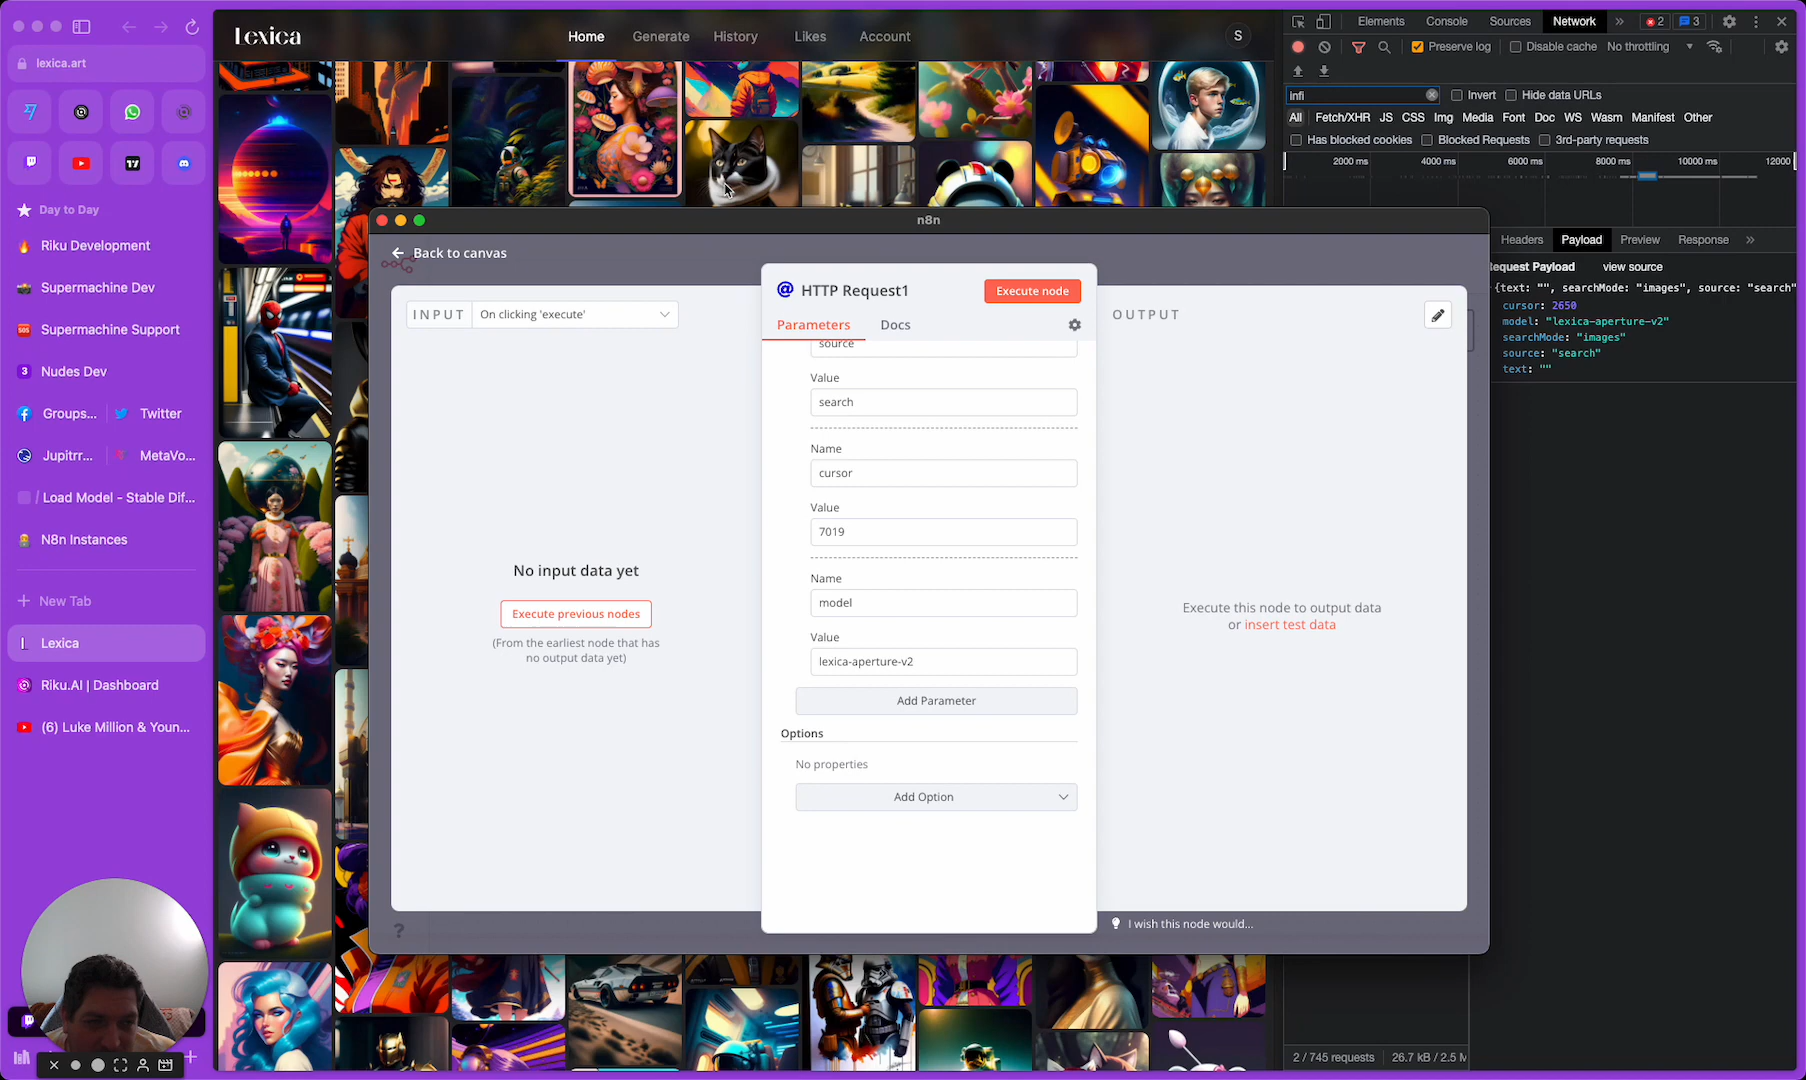 lexica.art
Day to Day
Riku Development
Supermachine Dev
SOS
Supermachine Support
3
Nudes Dev
Groups...
Twitter
Jupitrr...
MetaVo...
/ Load Model - Stable Dif...
N8n Instances
New Tab
L
Lexica
Riku.AI | Dashboard
(6) Luke Million & Youn...
Lexica
Home
Generate
History
Likes
Account
S
n8n
Back to canvas
INPUT
On clicking 'execute'
No input data yet
Execute previous nodes
(From the earliest node that has
no output data yet)
@ HTTP Request1
Execute node
Parameters
Docs
source
Value
search
Name
cursor
Value
7019
Name
model
Value
lexica-aperture-v2
Add Parameter
Options
No properties
Add Option
OUTPUT
Execute this node to output data
or insert test data
I wish this node would...
?
Elements
Console
Sources
Network
»
2
3
Preserve log
Disable cache
No throttling
infi
Invert
Hide data URLs
All
Fetch/XHR
JS
CSS
Img
Media
Font
Doc
WS
Wasm
Manifest
Other
Has blocked cookies
Blocked Requests
3rd-party requests
2000 ms
4000 ms
6000 ms
8000 ms
10000 ms
12000
Headers
Payload
Preview
Response
»
equest Payload
view source
{text: "", searchMode: "images", source: "search"
cursor: 2650
model: "lexica-aperture-v2"
searchMode: "images"
source: "search"
text: ""
2 / 745 requests
26.7 kB / 2.5 M